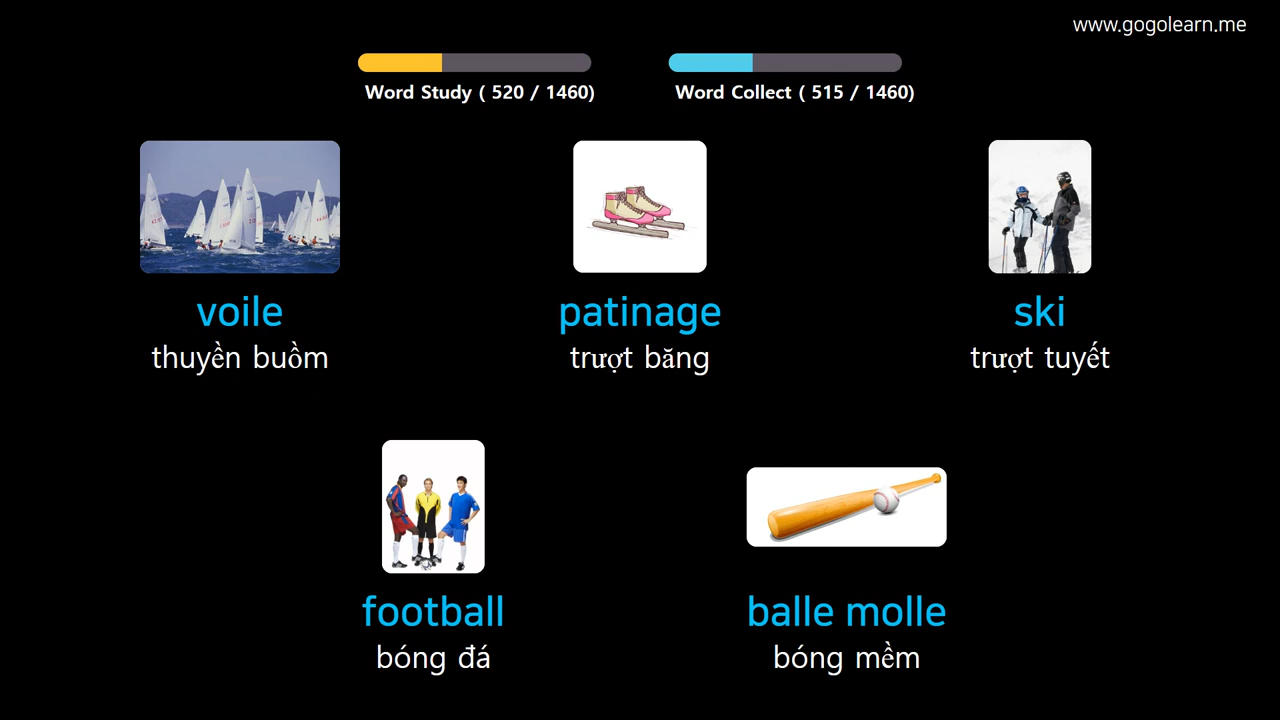 www.gogolearn.me
Word Study ( 520 / 1460)
Word Collect ( 515 / 1460)
voile
thuyền buồm
patinage
trượt băng
ski
trượt tuyết
football
bóng đá
balle molle
bóng mềm